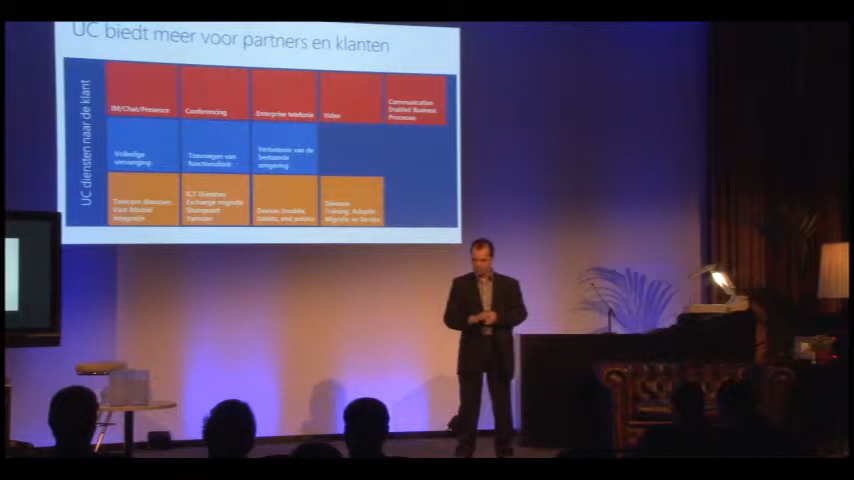 UC biedt meer voor partners en klanten
UC diensten naar de klant
IM/Chat/Presence
Conferencing
Enterprise telefonie
Video
Communication
Enabled Business
Processes
Volledige
vervanging
Toevoegen van
functionaliteit
Verbeteren van de
bestaande
omgeving
Telecom diensten
Vast Mobiel
Integratie
ICT Diensten
Exchange migratie
Sharepoint
Devices (mobile,
tablets, end points)
Diensten
Training, Adoptie
Migratie en Service